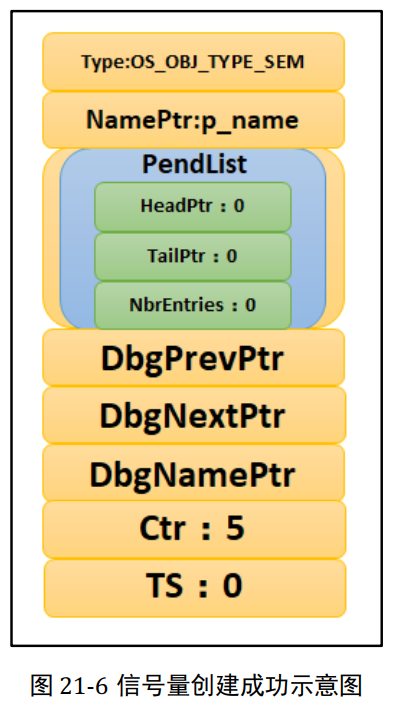 Type:OS_OBJ_TYPE_SEM
NamePtr:p_name
PendList
HeadPtr：0
TailPtr：0
NbrEntries：0
DbgPrevPtr
DbgNextPtr
DbgNamePtr
Ctr：5
TS：0
图 21-6 信号量创建成功示意图